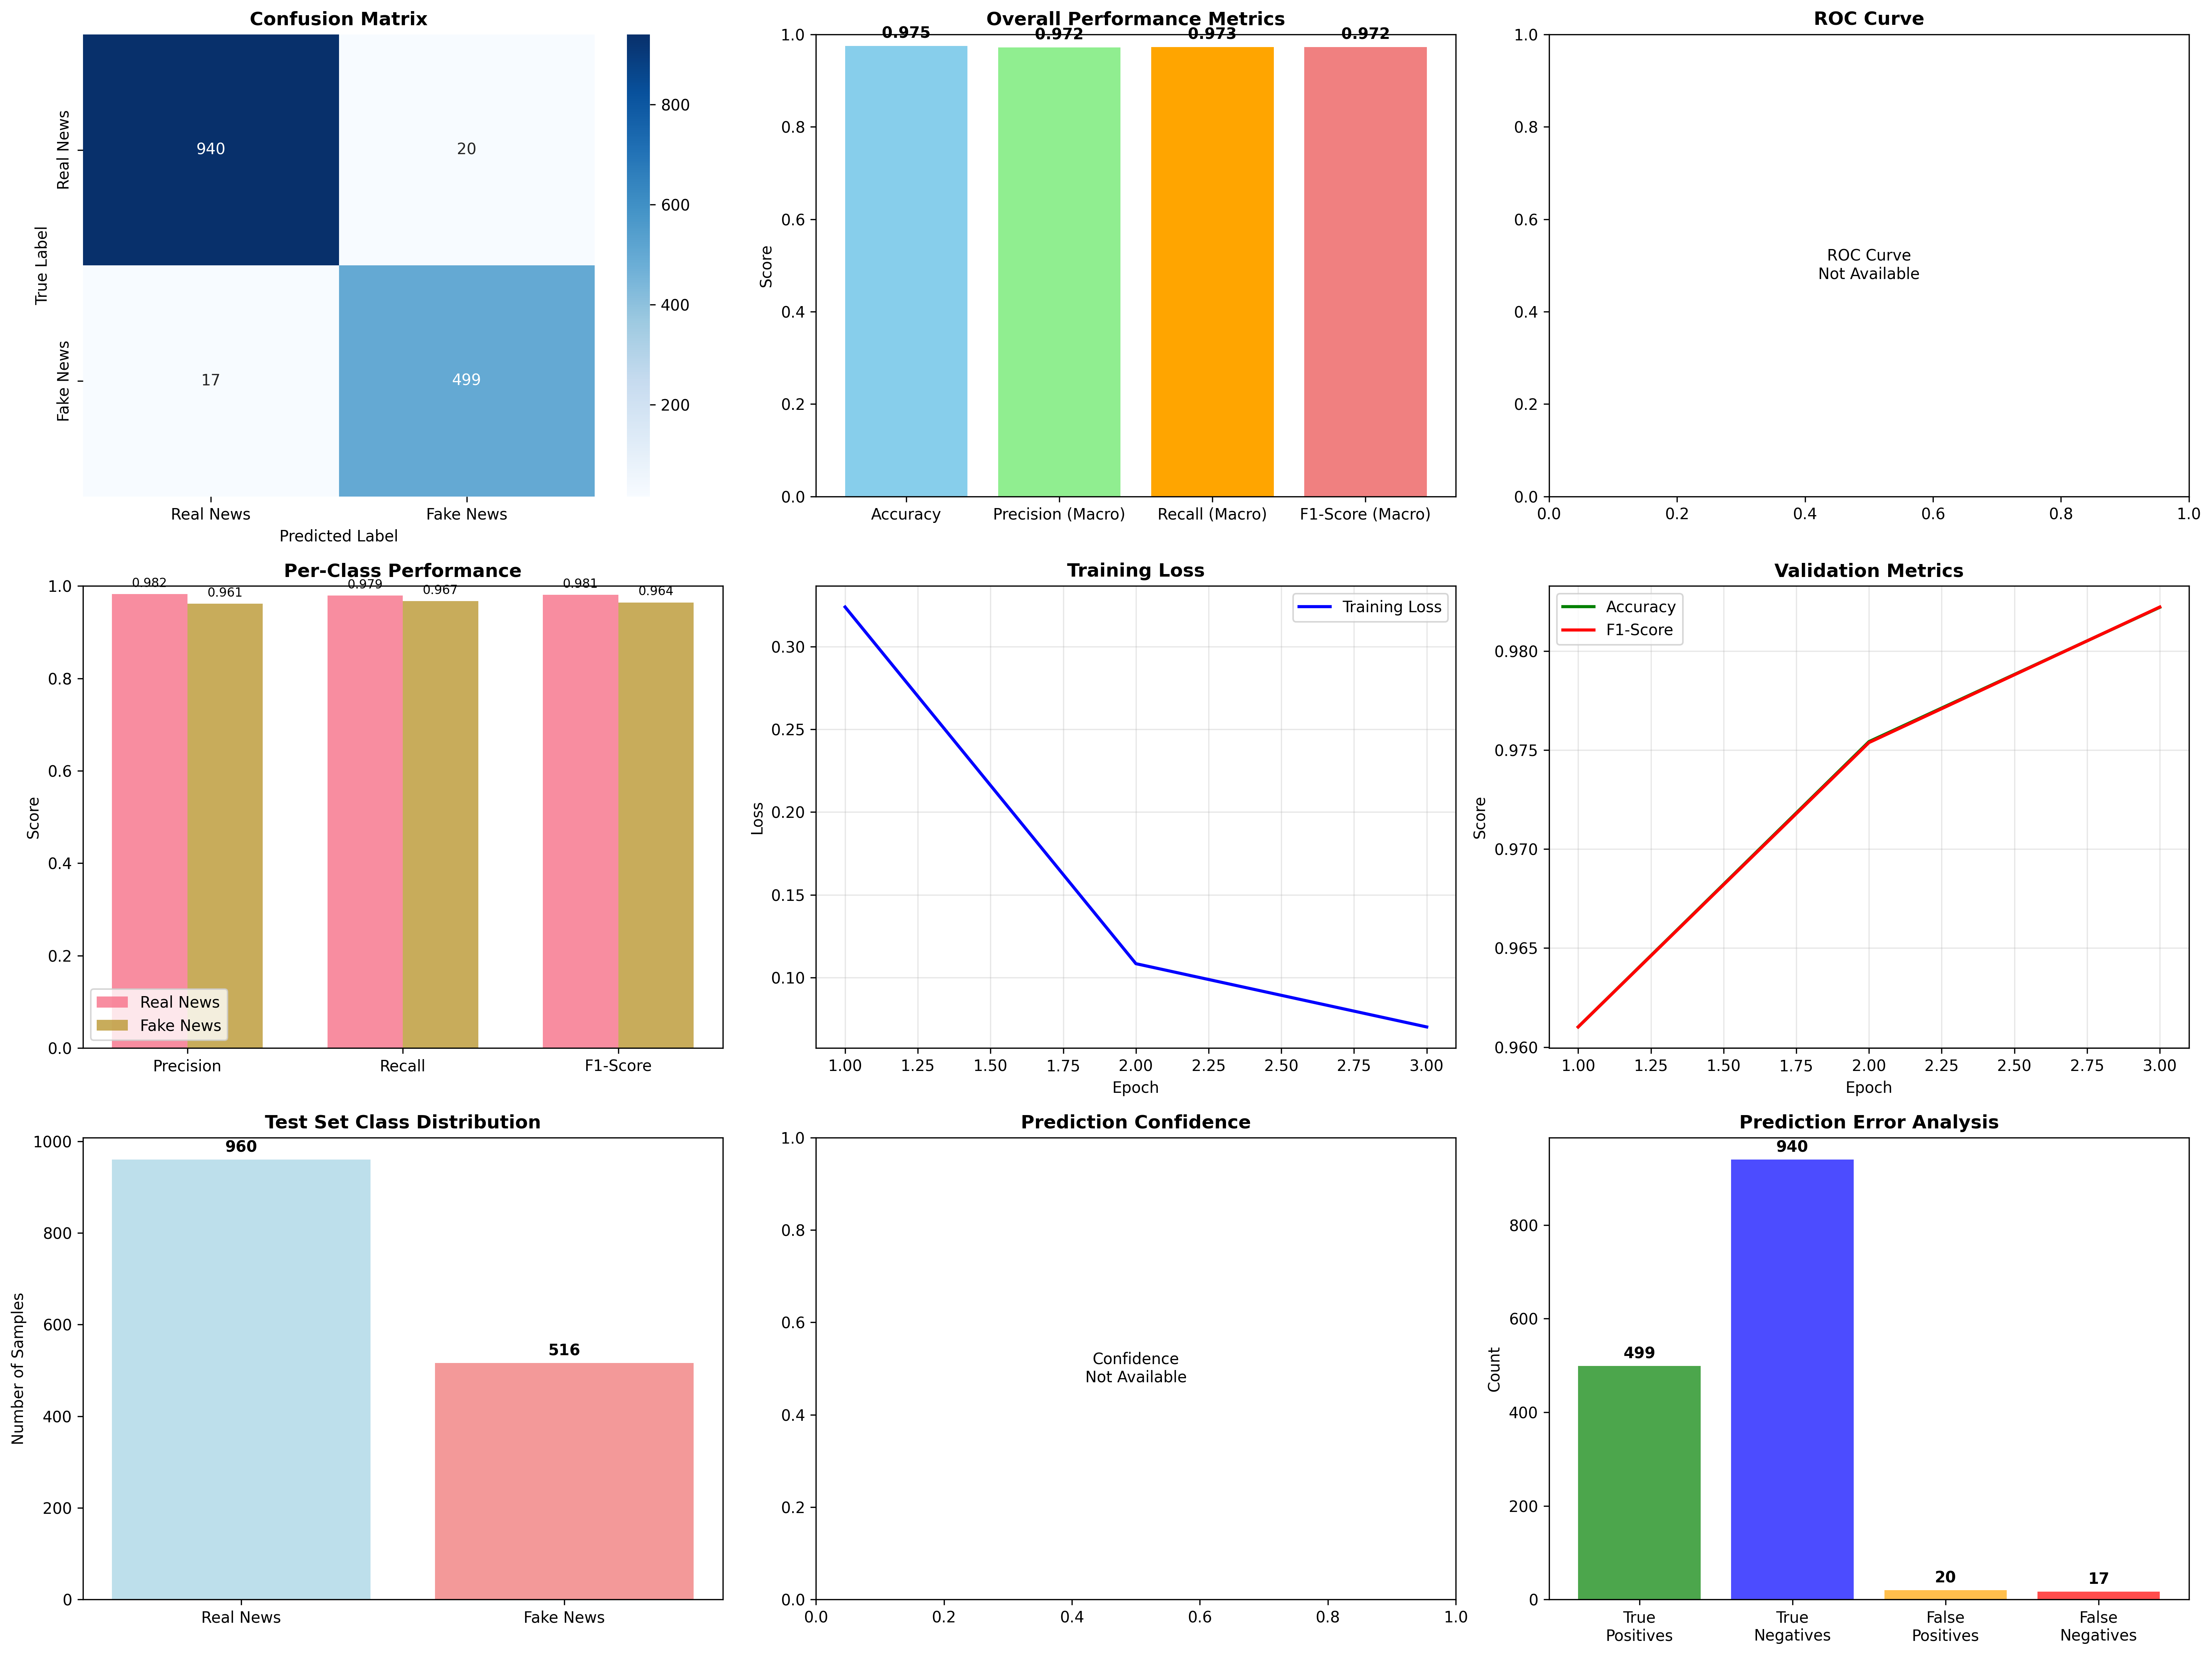 Confusion Matrix
Real News
Fake News
True Label
940
20
17
499
Real News
Fake News
Predicted Label
800
600
400
200
Overall Performance Metrics
Score
1.0
0.8
0.6
0.4
0.2
0.0
0.975
0.972
0.973
0.972
Accuracy
Precision (Macro)
Recall (Macro)
F1-Score (Macro)
ROC Curve
1.0
0.8
0.6
0.4
0.2
0.0
ROC Curve
Not Available
0.0
0.2
0.4
0.6
0.8
1.0
Per-Class Performance
Score
1.0
0.8
0.6
0.4
0.2
0.0
0.982
0.961
0.979
0.967
0.981
0.964
Real News
Fake News
Precision
Recall
F1-Score
Training Loss
Loss
0.30
0.25
0.20
0.15
0.10
Training Loss
1.00
1.25
1.50
1.75
2.00
2.25
2.50
2.75
3.00
Epoch
Validation Metrics
Score
0.980
0.975
0.970
0.965
0.960
Accuracy
F1-Score
1.00
1.25
1.50
1.75
2.00
2.25
2.50
2.75
3.00
Epoch
Test Set Class Distribution
Number of Samples
1000
800
600
400
200
0
960
516
Real News
Fake News
Prediction Confidence
1.0
0.8
0.6
0.4
0.2
0.0
Confidence
Not Available
0.0
0.2
0.4
0.6
0.8
1.0
Prediction Error Analysis
Count
800
600
400
200
0
499
940
20
17
True
Positives
True
Negatives
False
Positives
False
Negatives